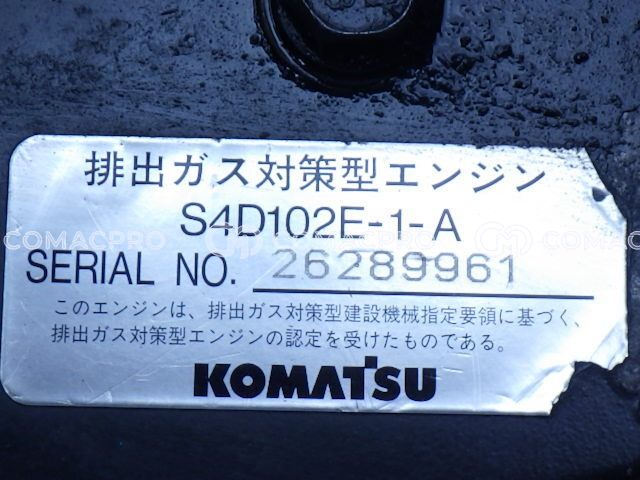 排出ガス対策型エンジン
S4D102E-1-A
COMACPRO COMACPRO COMACPRO
SERIAL NO. 26289961
このエンジンは、排出ガス対策型建設機械指定要領に基づく、
排出ガス対策型エンジンの認定を受けたものである。
KOMATSU